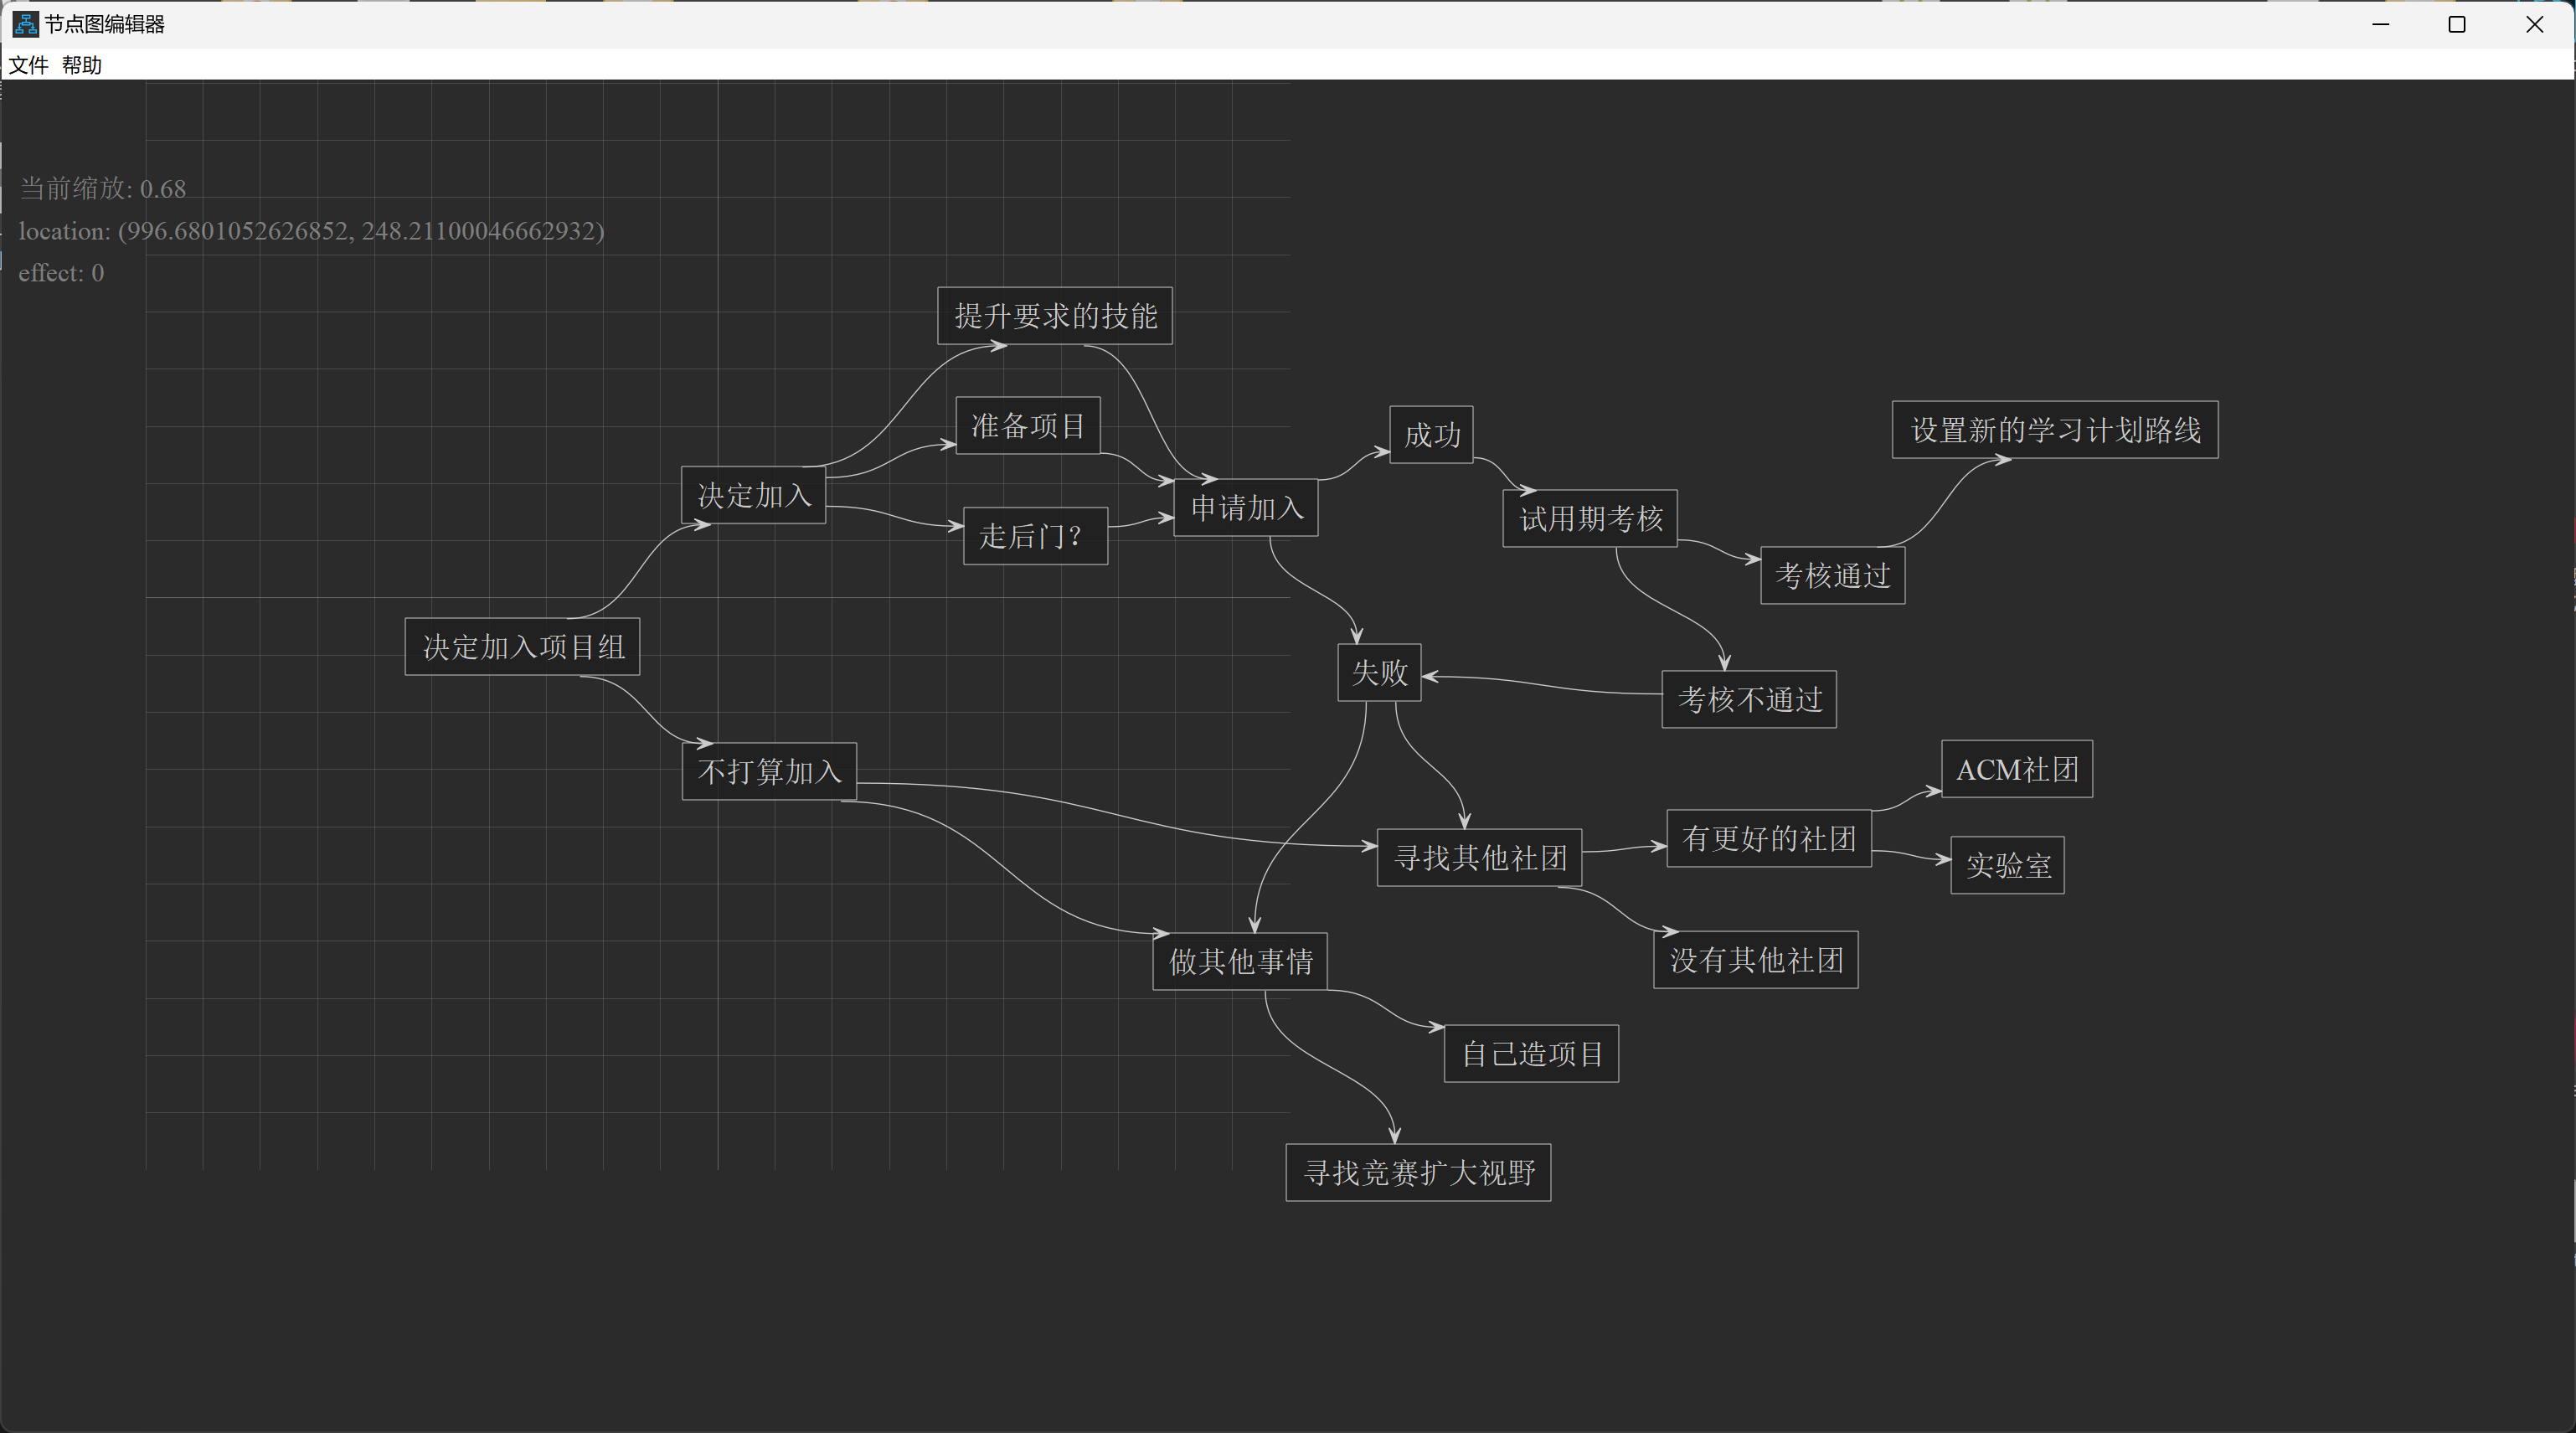 节点图编辑器
文件 帮助
当前缩放: 0.68
location: (996.6801052626852, 248.21100046662932)
effect: 0
提升要求的技能
准备项目
成功
设置新的学习计划路线
决定加入
申请加入
走后门?
试用期考核
考核通过
决定加入项目组
失败
考核不通过
不打算加入
ACM社团
有更好的社团
寻找其他社团
实验室
做其他事情
没有其他社团
自己造项目
寻找竞赛扩大视野